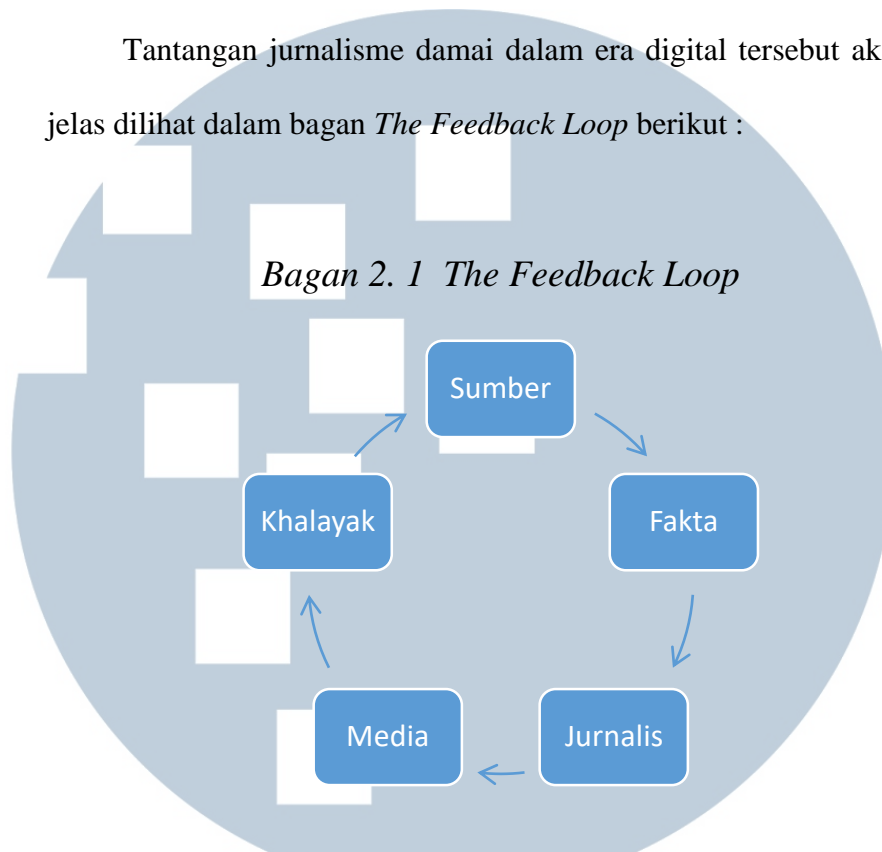 Tantangan jurnalisme damai dalam era digital tersebut ak
jelas dilihat dalam bagan The Feedback Loop berikut :
Bagan 2. 1 The Feedback Loop
Sumber
Khalayak
Fakta
Media
Jurnalis